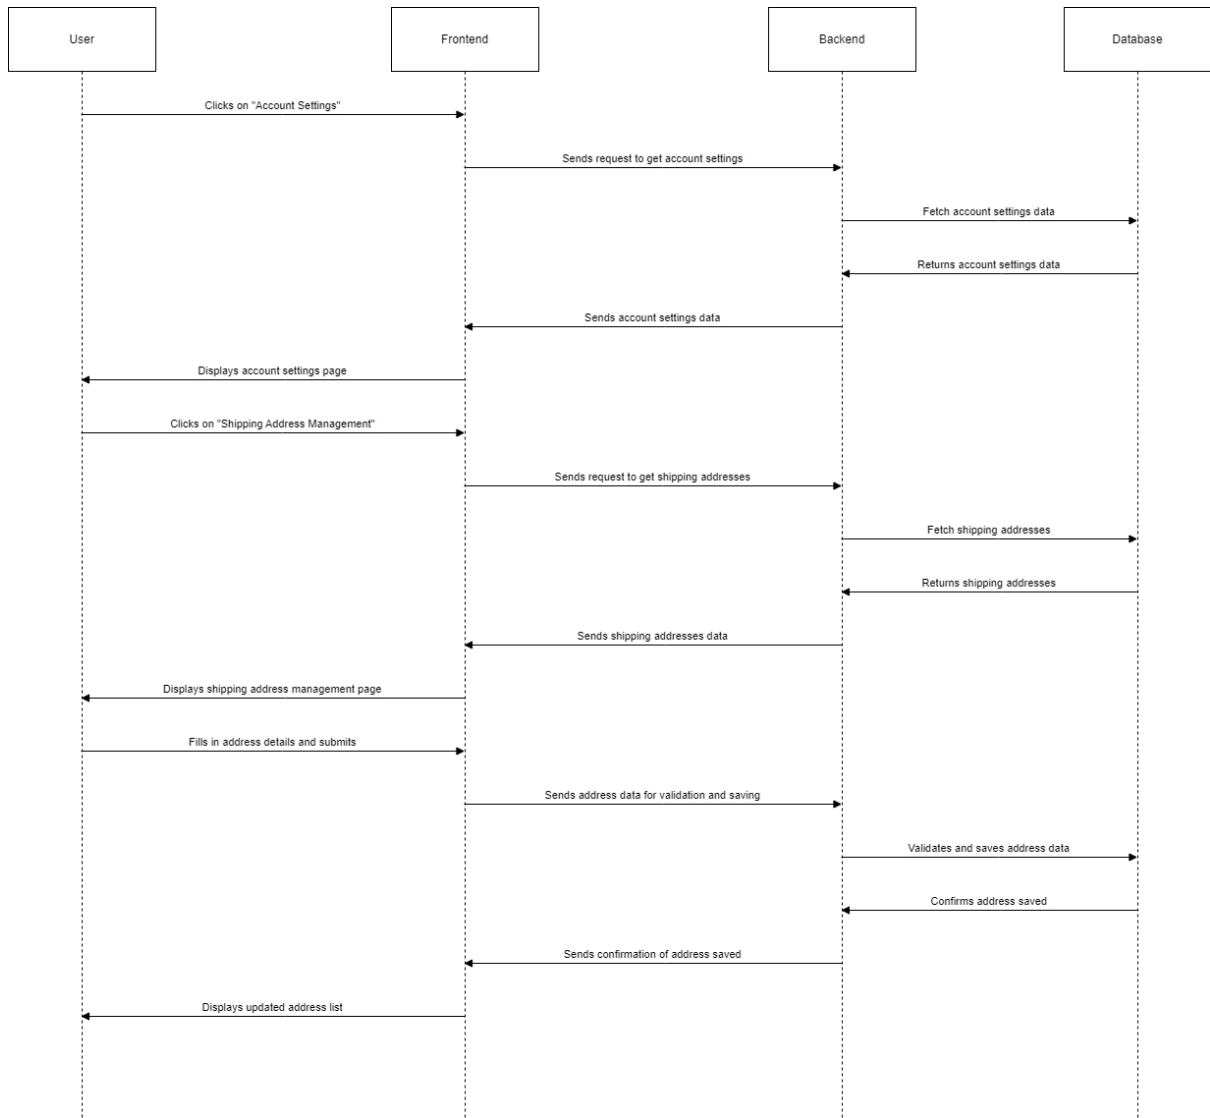 User
Frontend
Backend
Database
Clicks on "Account Settings"
Sends request to get account settings
Fetch account settings data
Returns account settings data
Sends account settings data
Displays account settings page
Clicks on "Shipping Address Management"
Sends request to get shipping addresses
Fetch shipping addresses
Returns shipping addresses
Sends shipping addresses data
Displays shipping address management page
Fills in address details and submits
Sends address data for validation and saving
Validates and saves address data
Confirms address saved
Sends confirmation of address saved
Displays updated address list